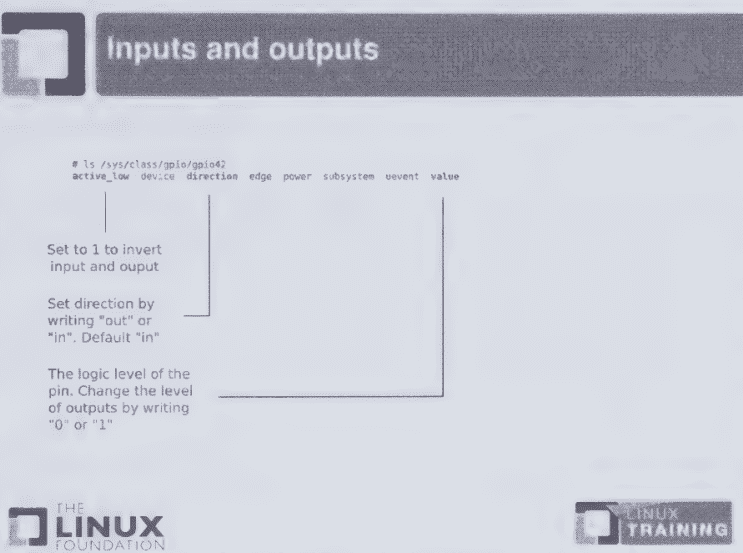 Inputs and outputs
# ls /sys/class/gpio/gpio42
active_low device direction edge power subsystem uevent value
Set to 1 to invert
input and ouput
Set direction by
writing "out" or
"in". Default "in"
The logic level of the
pin. Change the level
of outputs by writing
"0" or "1"
THE
LINUX
FOUNDATION
LINUX
TRAINING